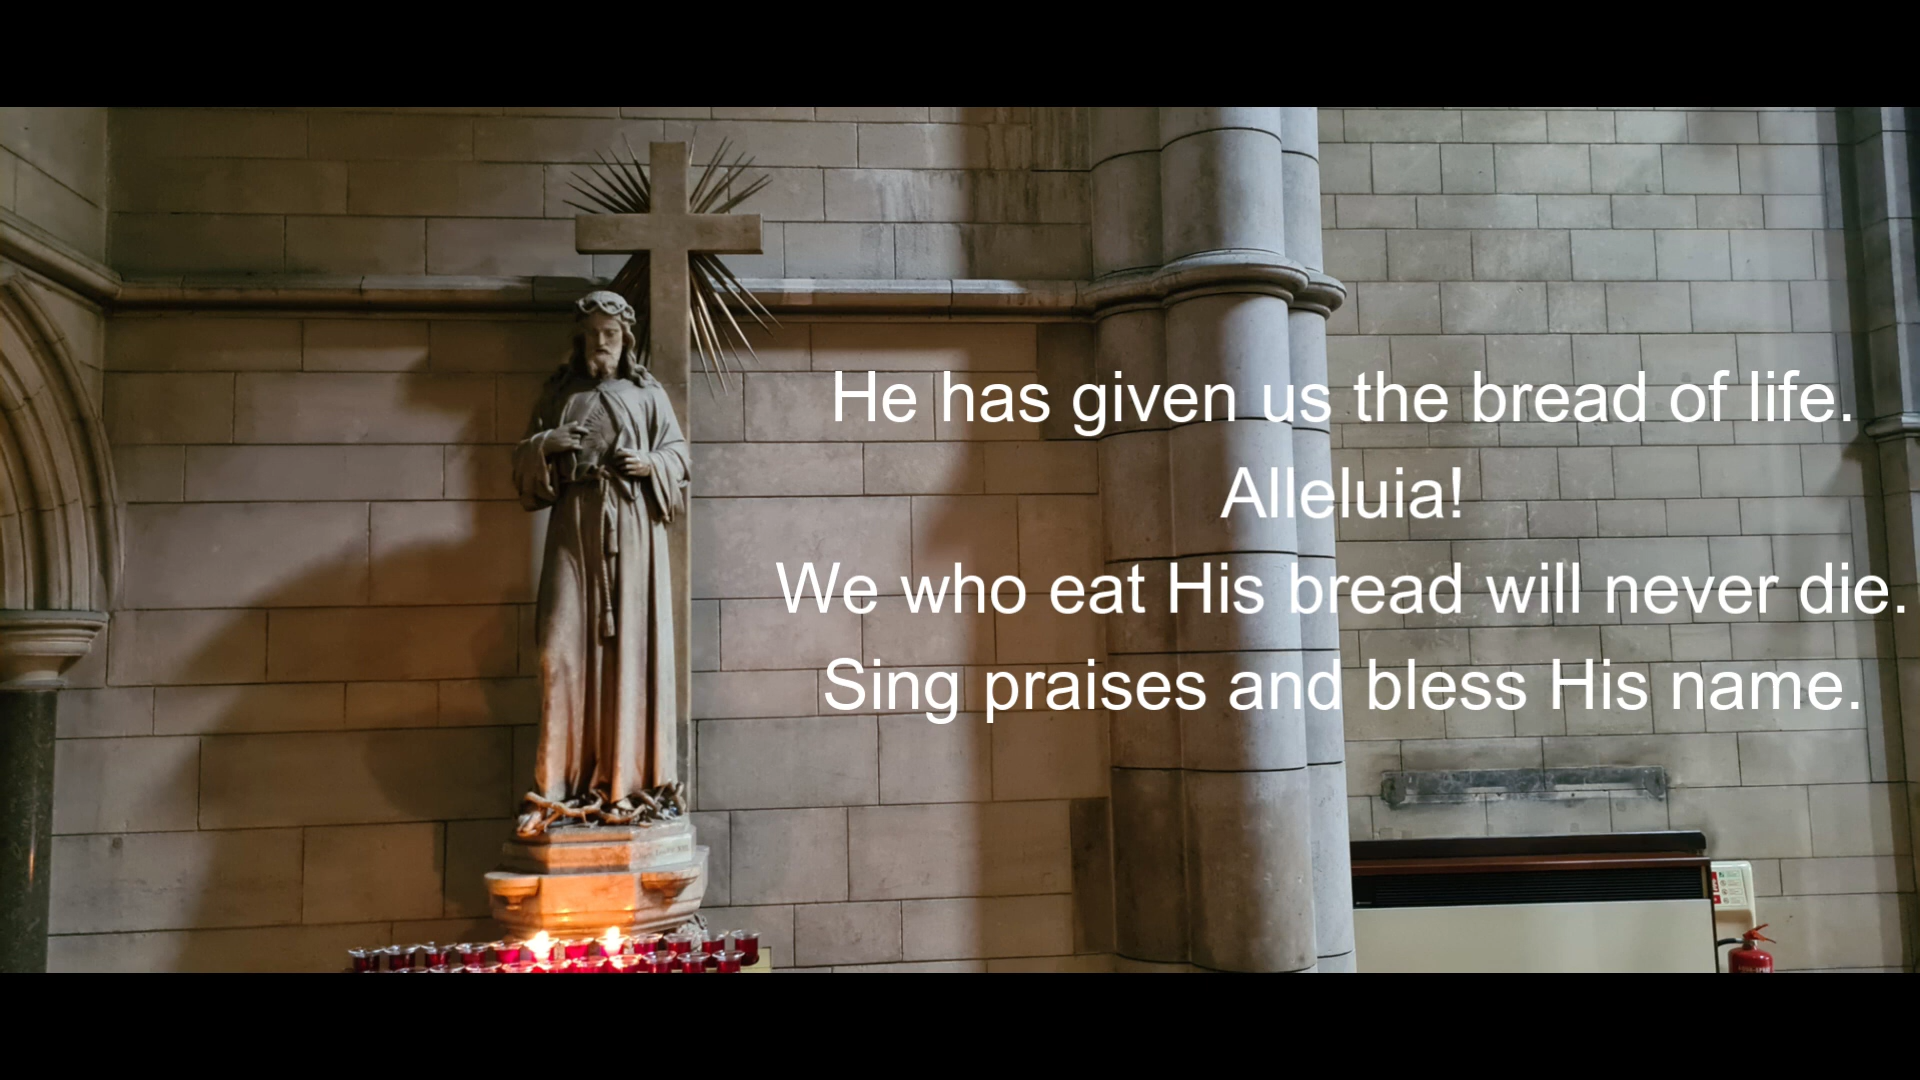 He has given us the bread of life.
Alleluia!
We who eat His bread will never die.
Sing praises and bless His name.